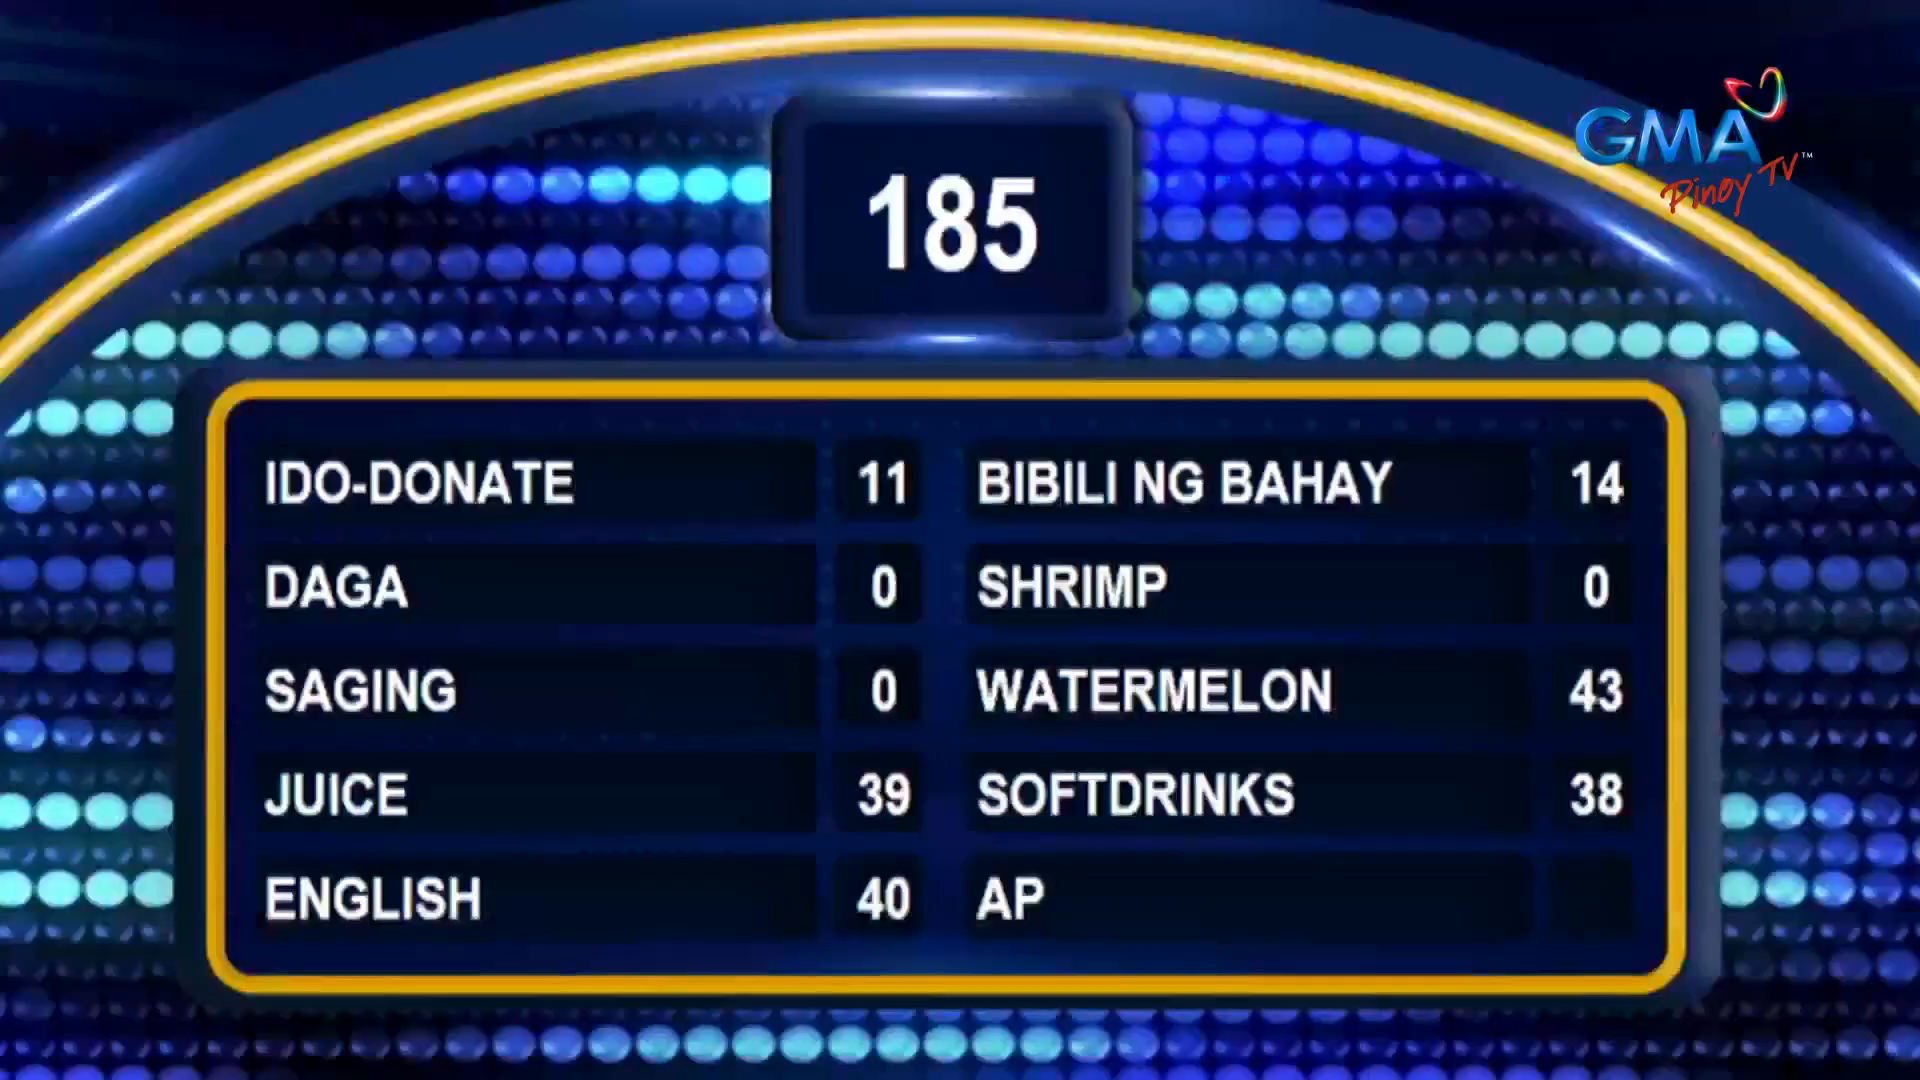 GMA
Pinoy TV™
185
IDO-DONATE 11
DAGA 0
SAGING 0
JUICE 39
ENGLISH 40
BIBILI NG BAHAY 14
SHRIMP 0
WATERMELON 43
SOFTDRINKS 38
AP